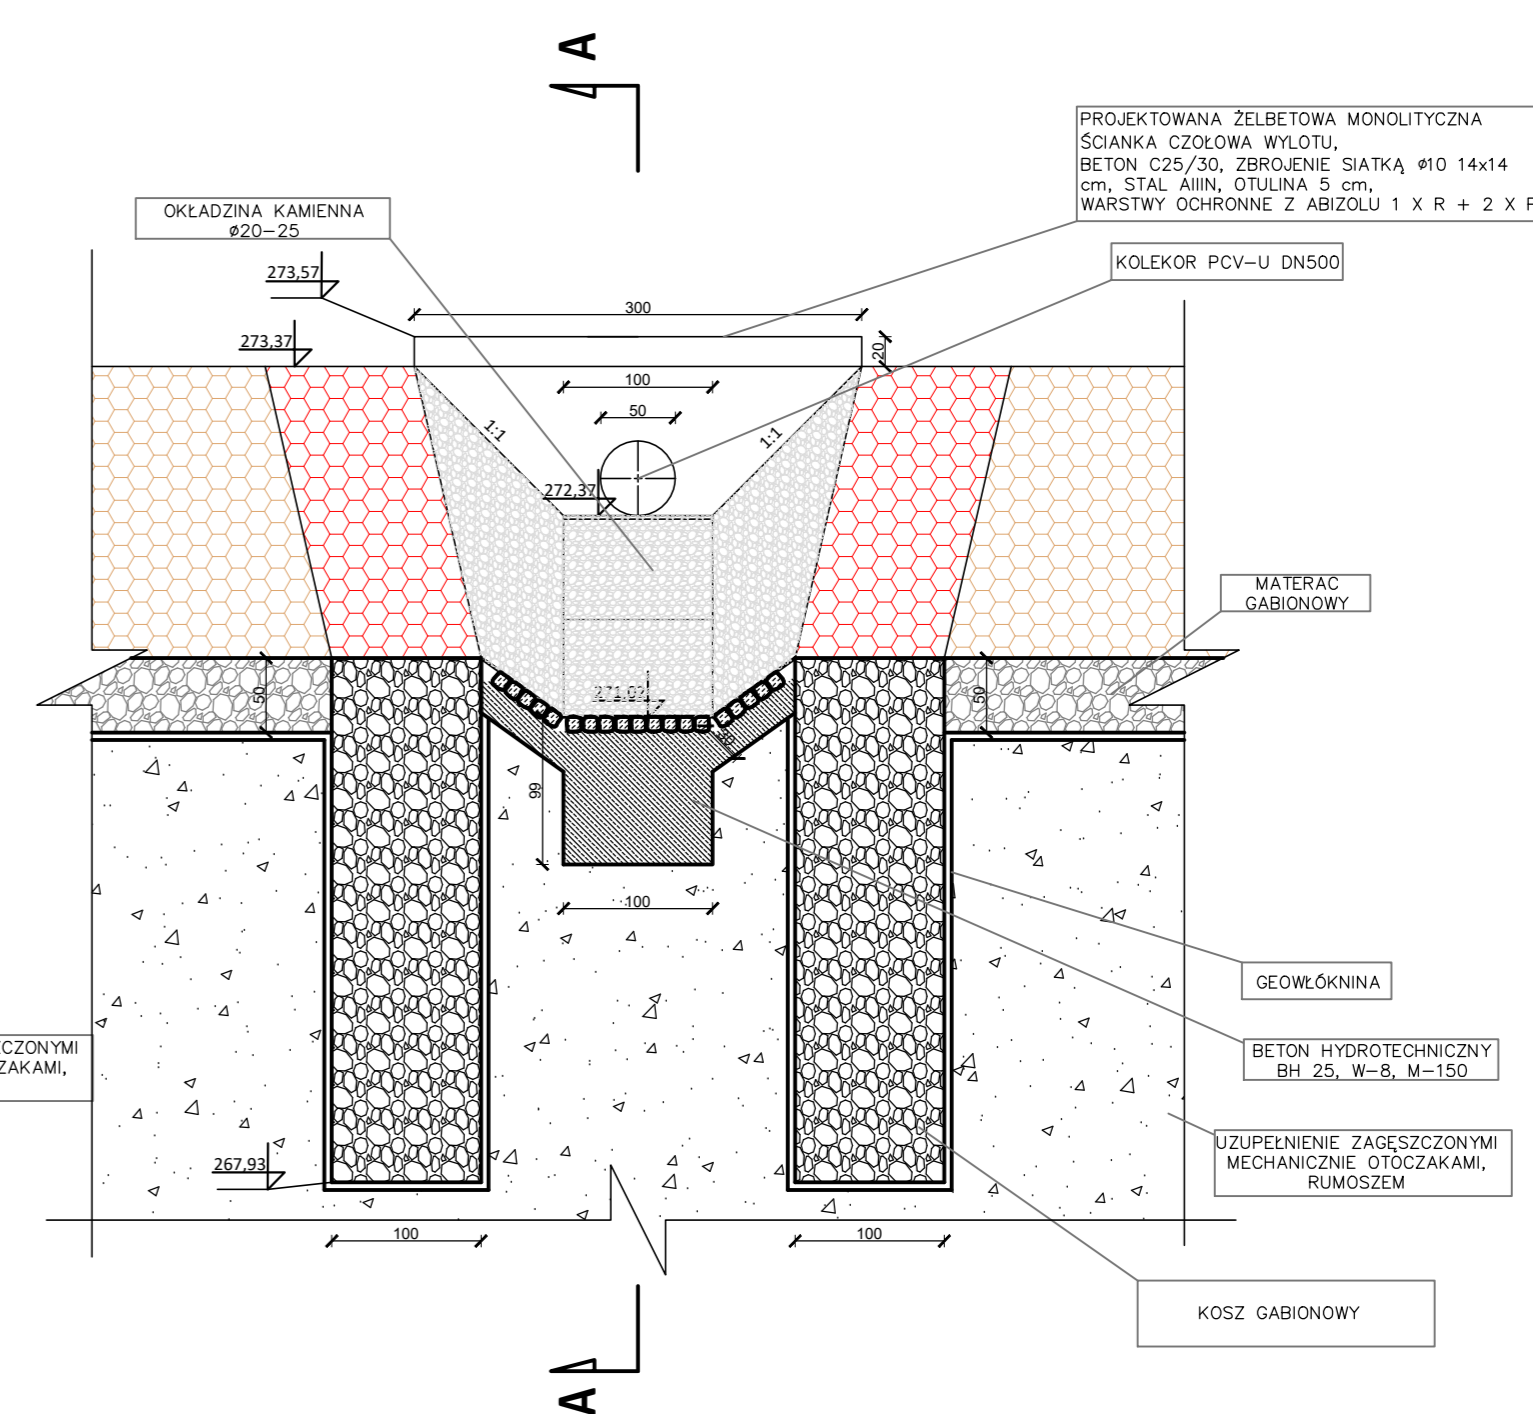 A
PROJEKTOWANA ŻELBETOWA MONOLITYCZNA
ŚCIANKA CZOŁOWA WYLOTU,
BETON C25/30, ZBROJENIE SIATKĄ ø10 14x14
cm, STAL AIIIN, OTULINA 5 cm,
WARSTWY OCHRONNE Z ABIZOLU 1 X R + 2 X P
OKŁADZINA KAMIENNA
ø20–25
KOLEKOR PCV–U DN500
273,57
300
273,37
20
100
50
1:1
1:1
272,37
MATERAC
GABIONOWY
50
50
99
100
GEOWŁÓKNINA
CZONYMI
ZAKAMI,
BETON HYDROTECHNICZNY
BH 25, W–8, M–150
UZUPEŁNIENIE ZAGĘSZCZONYMI
MECHANICZNIE OTOCZAKAMI,
RUMOSZEM
267,93
100
100
KOSZ GABIONOWY
A